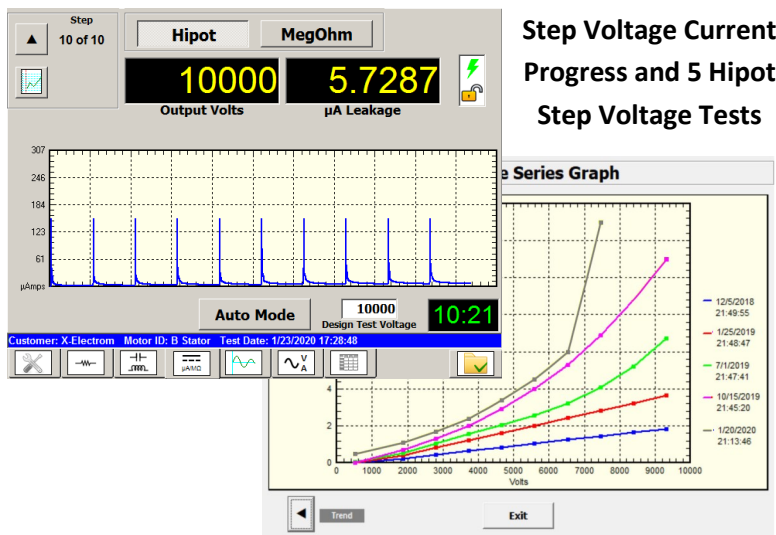 Step
10 of 10
Hipot
MegOhm
10000
Output Volts
5.7287
µA Leakage
Step Voltage Current
Progress and 5 Hipot
Step Voltage Tests
307
246
184
123
61
µAmps
Auto Mode
10000
Design Test Voltage
10:21
Customer: X-Electrom Motor ID: B Stator Test Date: 1/23/2020 17:28:48
µA/MΩ
V
A
e Series Graph
12/5/2018
21:49:55
1/25/2019
21:48:47
7/1/2019
21:47:41
10/15/2019
21:45:20
1/20/2020
21:13:46
4
2
0
0 1000 2000 3000 4000 5000 6000 7000 8000 9000 10000
Volts
Trend
Exit